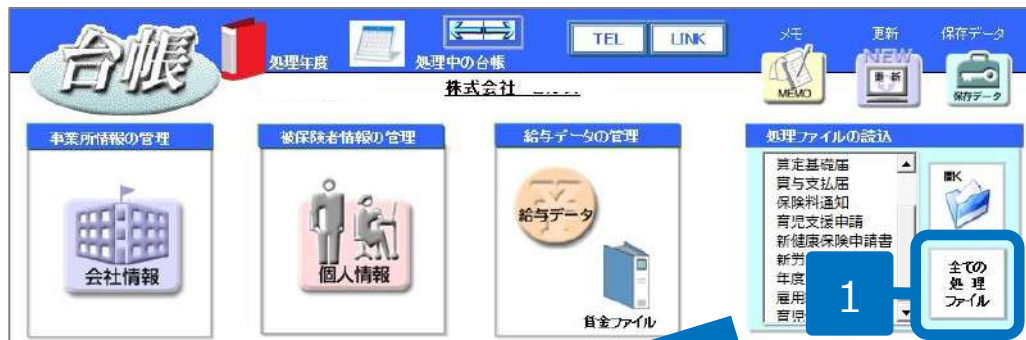 台帳
処理年度
処理中の台帳
TEL
LINK
メモ
更新
保存データ
MEMO
NEW
更新
保存データ
株式会社
事業所情報の管理
被保険者情報の管理
給与データの管理
処理ファイルの読込
会社情報
個人情報
給与データ
賃金ファイル
算定基礎届
賞与支払届
保険料通知
育児支援申請
新健康保険申請書
新労
年度
雇用
育児
開く
全ての
処理
ファイル
1